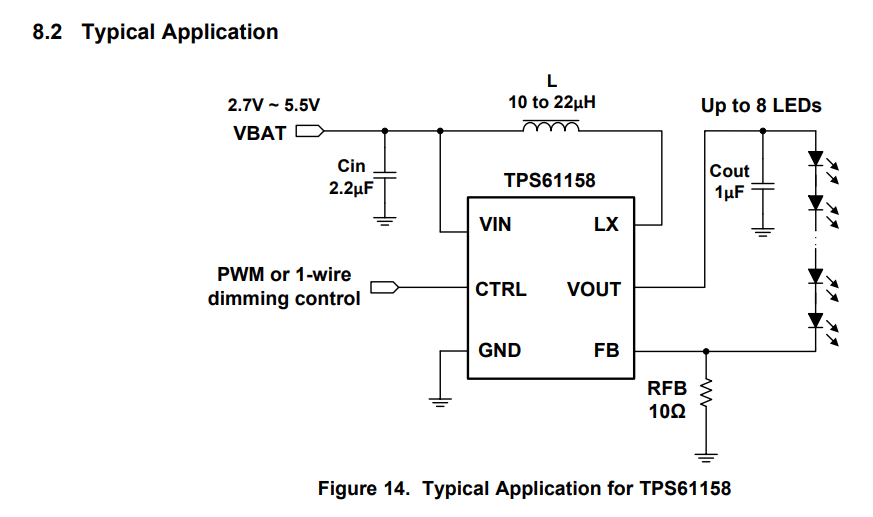 8.2 Typical Application
L
10 to 22µH
2.7V ~ 5.5V
VBAT
Up to 8 LEDs
Cin
2.2µF
TPS61158
Cout
1µF
VIN
LX
PWM or 1-wire
dimming control
CTRL
VOUT
GND
FB
RFB
10Ω
Figure 14. Typical Application for TPS61158